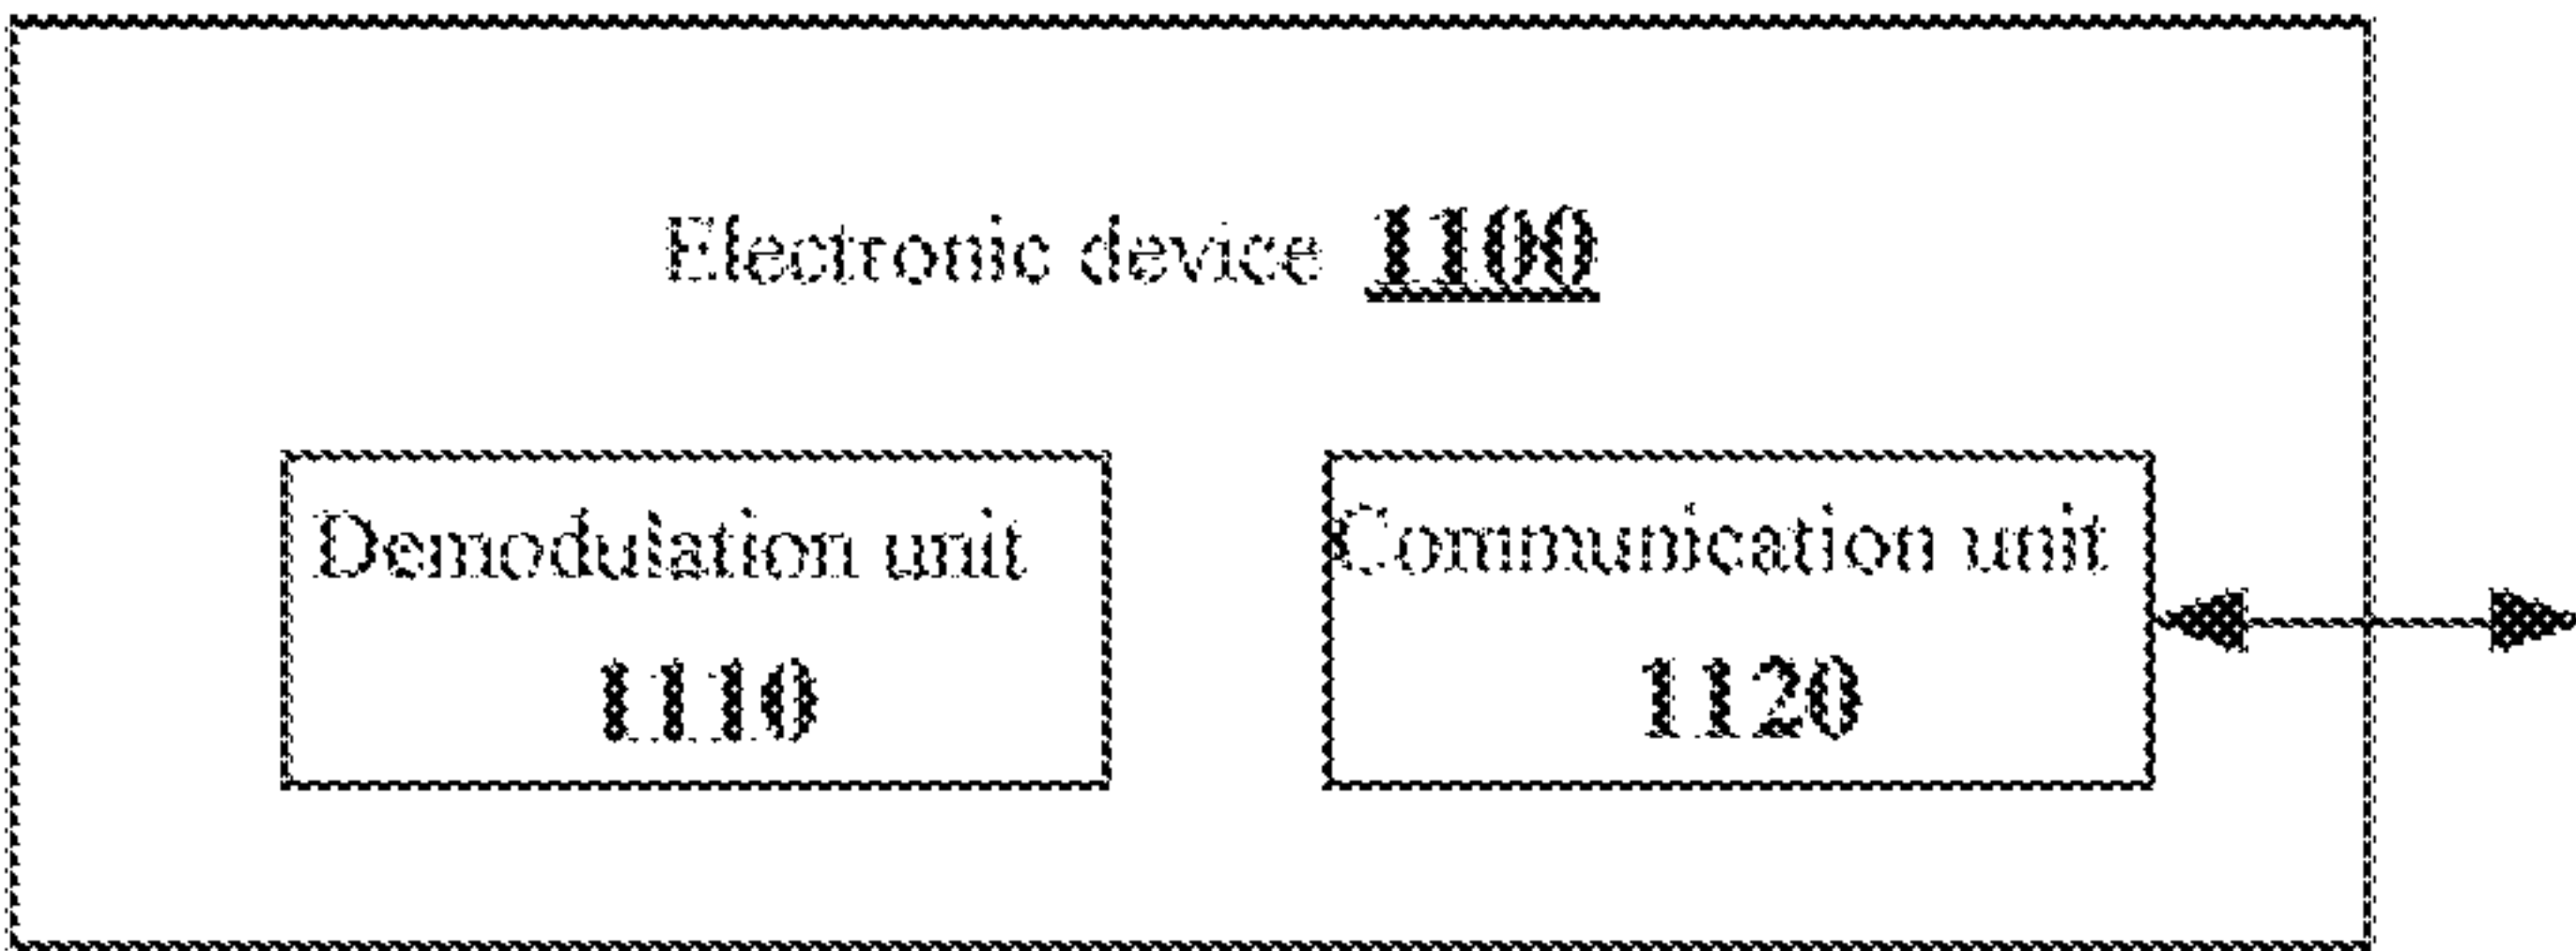 Electronic device 1100
Demodulation unit
1110
Communication unit
1120